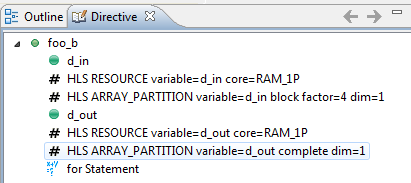 Outline
Directive
foo_b
d_in
# HLS RESOURCE variable=d_in core=RAM_1P
# HLS ARRAY_PARTITION variable=d_in block factor=4 dim=1
d_out
# HLS RESOURCE variable=d_out core=RAM_1P
# HLS ARRAY_PARTITION variable=d_out complete dim=1
for Statement